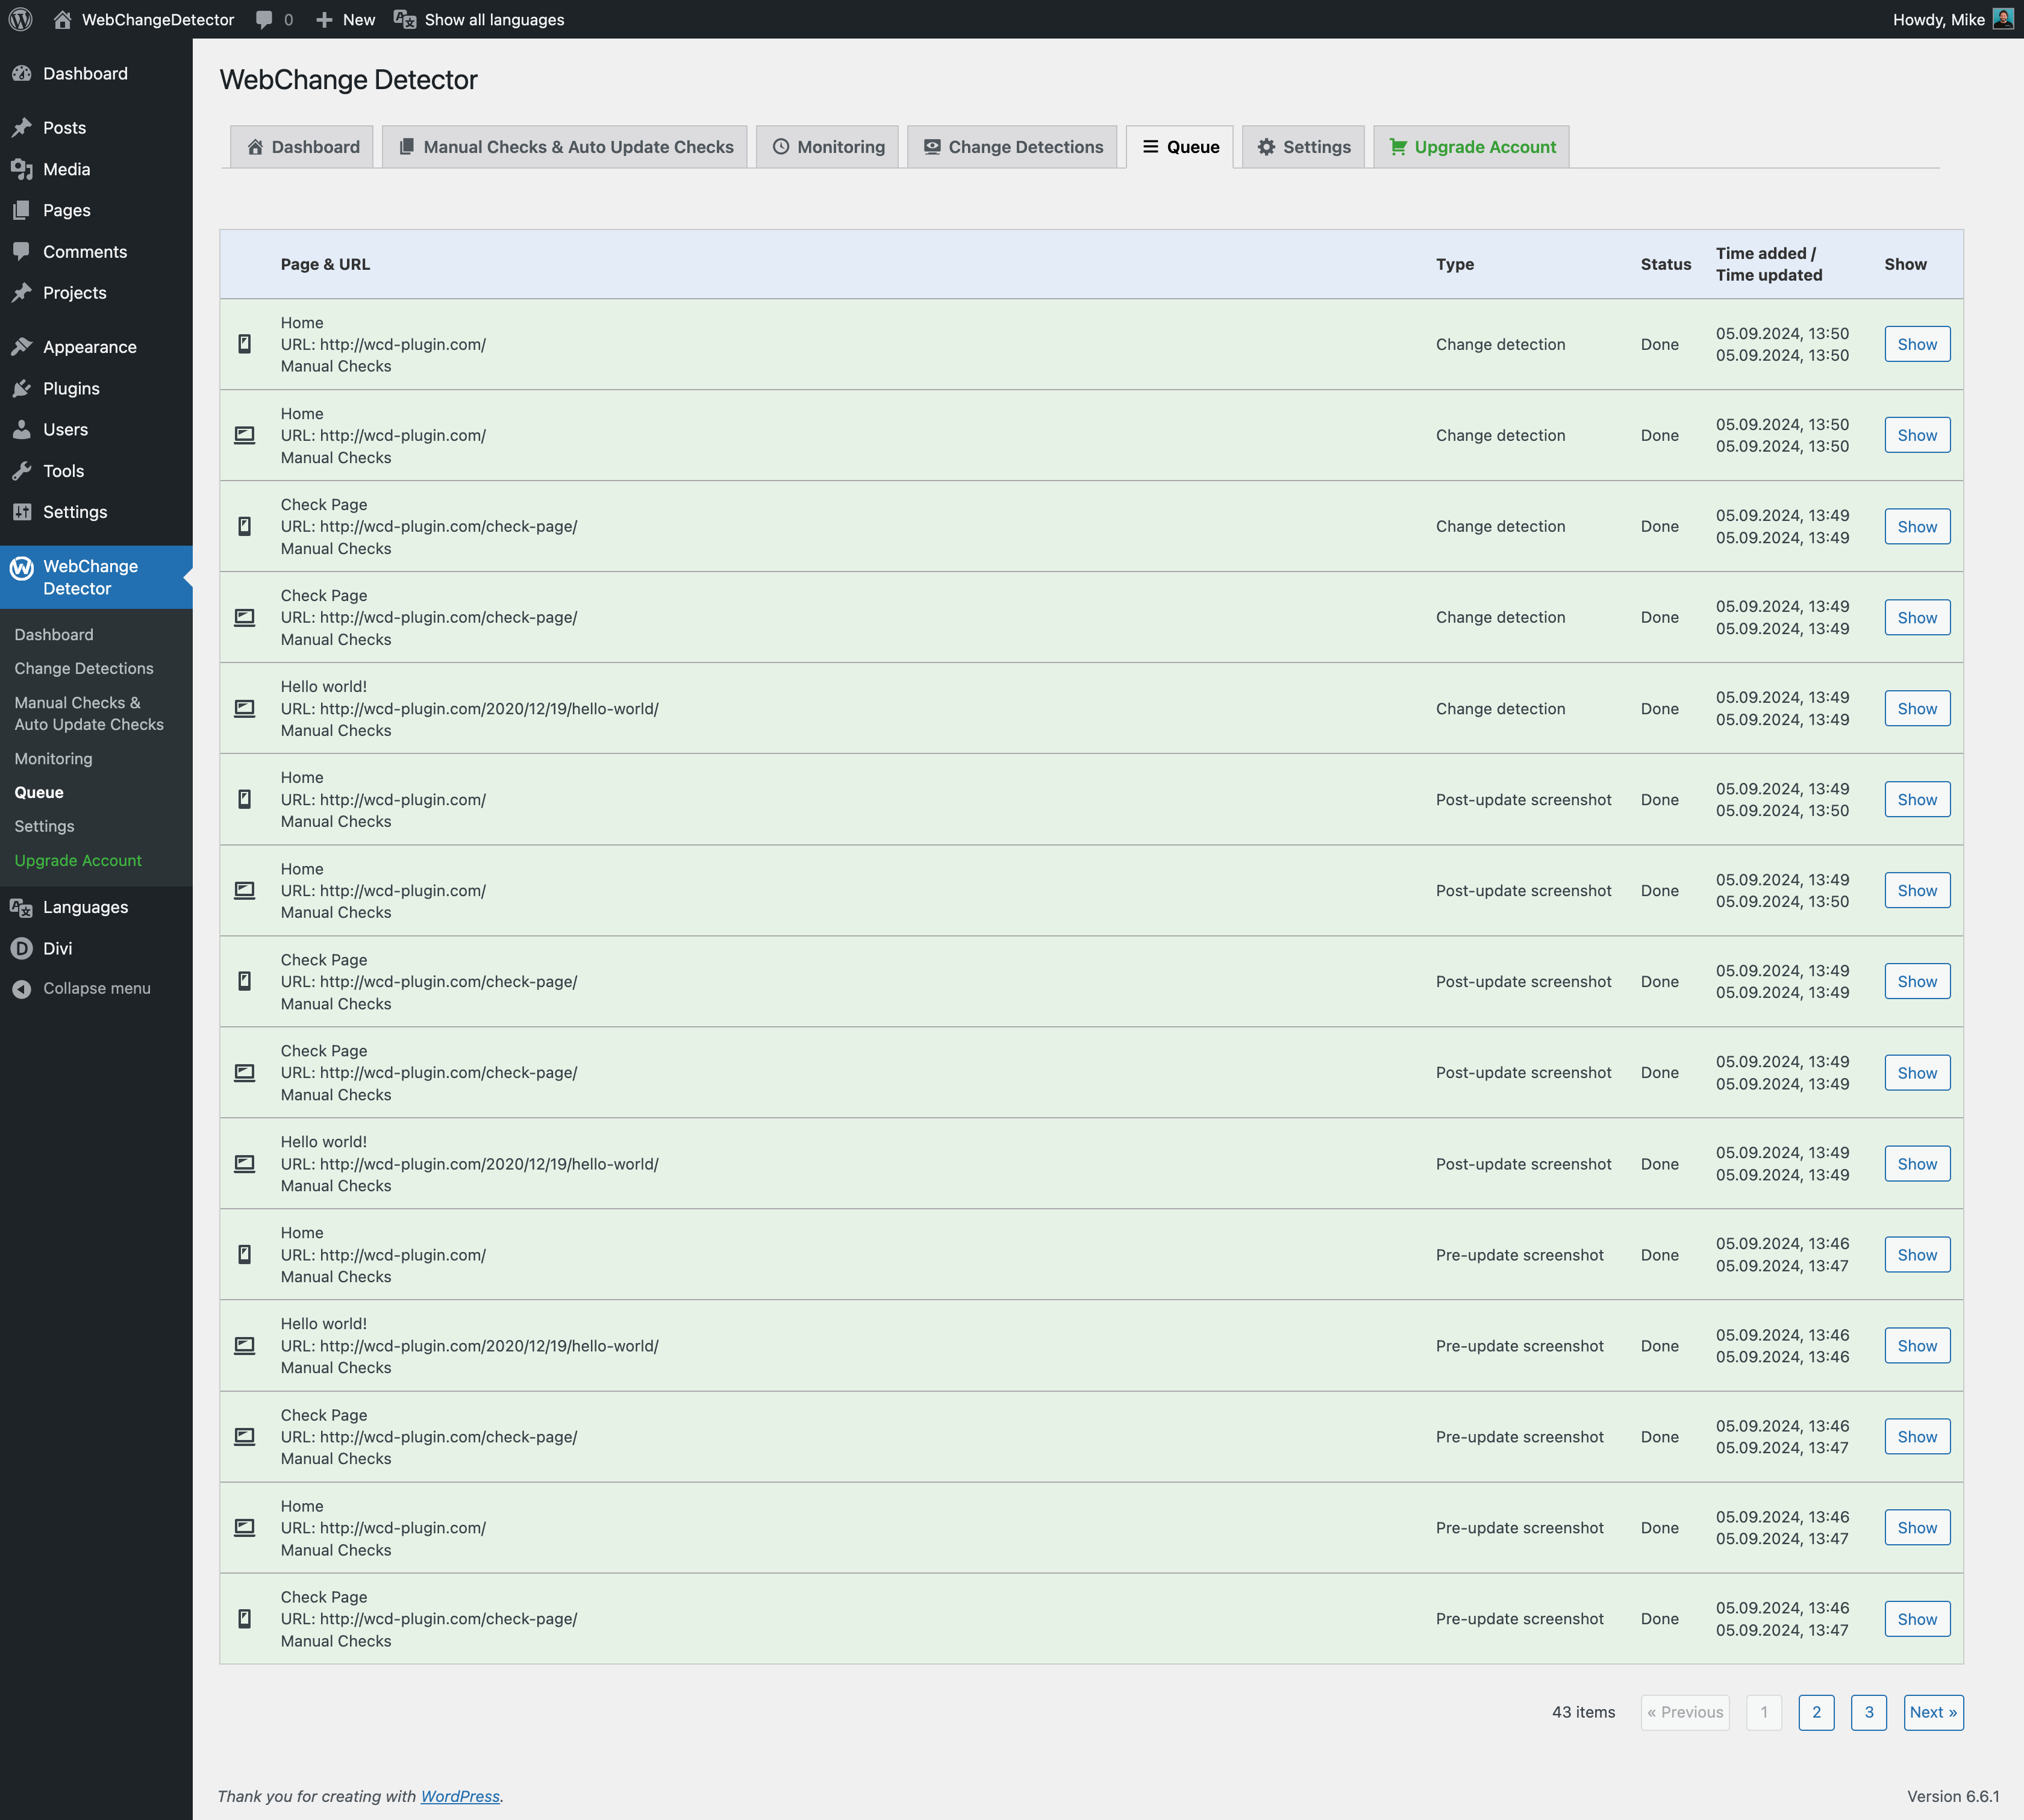 WebChangeDetector 0 New Show all languages Howdy, Mike
Dashboard
Posts
Media
Pages
Comments
Projects
Appearance
Plugins
Users
Tools
Settings
WebChange
Detector
Dashboard
Change Detections
Manual Checks &
Auto Update Checks
Monitoring
Queue
Settings
Upgrade Account
Languages
Divi
Collapse menu
WebChange Detector
Dashboard Manual Checks & Auto Update Checks Monitoring Change Detections Queue Settings Upgrade Account
Page & URL Type Status Time added / Time updated Show
Home
URL: http://wcd-plugin.com/
Manual Checks
Change detection Done 05.09.2024, 13:50
05.09.2024, 13:50
Show
Home
URL: http://wcd-plugin.com/
Manual Checks
Change detection Done 05.09.2024, 13:50
05.09.2024, 13:50
Show
Check Page
URL: http://wcd-plugin.com/check-page/
Manual Checks
Change detection Done 05.09.2024, 13:49
05.09.2024, 13:49
Show
Check Page
URL: http://wcd-plugin.com/check-page/
Manual Checks
Change detection Done 05.09.2024, 13:49
05.09.2024, 13:49
Show
Hello world!
URL: http://wcd-plugin.com/2020/12/19/hello-world/
Manual Checks
Change detection Done 05.09.2024, 13:49
05.09.2024, 13:49
Show
Home
URL: http://wcd-plugin.com/
Manual Checks
Post-update screenshot Done 05.09.2024, 13:49
05.09.2024, 13:50
Show
Home
URL: http://wcd-plugin.com/
Manual Checks
Post-update screenshot Done 05.09.2024, 13:49
05.09.2024, 13:50
Show
Check Page
URL: http://wcd-plugin.com/check-page/
Manual Checks
Post-update screenshot Done 05.09.2024, 13:49
05.09.2024, 13:49
Show
Check Page
URL: http://wcd-plugin.com/check-page/
Manual Checks
Post-update screenshot Done 05.09.2024, 13:49
05.09.2024, 13:49
Show
Hello world!
URL: http://wcd-plugin.com/2020/12/19/hello-world/
Manual Checks
Post-update screenshot Done 05.09.2024, 13:49
05.09.2024, 13:49
Show
Home
URL: http://wcd-plugin.com/
Manual Checks
Pre-update screenshot Done 05.09.2024, 13:46
05.09.2024, 13:47
Show
Hello world!
URL: http://wcd-plugin.com/2020/12/19/hello-world/
Manual Checks
Pre-update screenshot Done 05.09.2024, 13:46
05.09.2024, 13:46
Show
Check Page
URL: http://wcd-plugin.com/check-page/
Manual Checks
Pre-update screenshot Done 05.09.2024, 13:46
05.09.2024, 13:47
Show
Home
URL: http://wcd-plugin.com/
Manual Checks
Pre-update screenshot Done 05.09.2024, 13:46
05.09.2024, 13:47
Show
Check Page
URL: http://wcd-plugin.com/check-page/
Manual Checks
Pre-update screenshot Done 05.09.2024, 13:46
05.09.2024, 13:47
Show
43 items « Previous 1 2 3 Next »
Thank you for creating with WordPress. Version 6.6.1